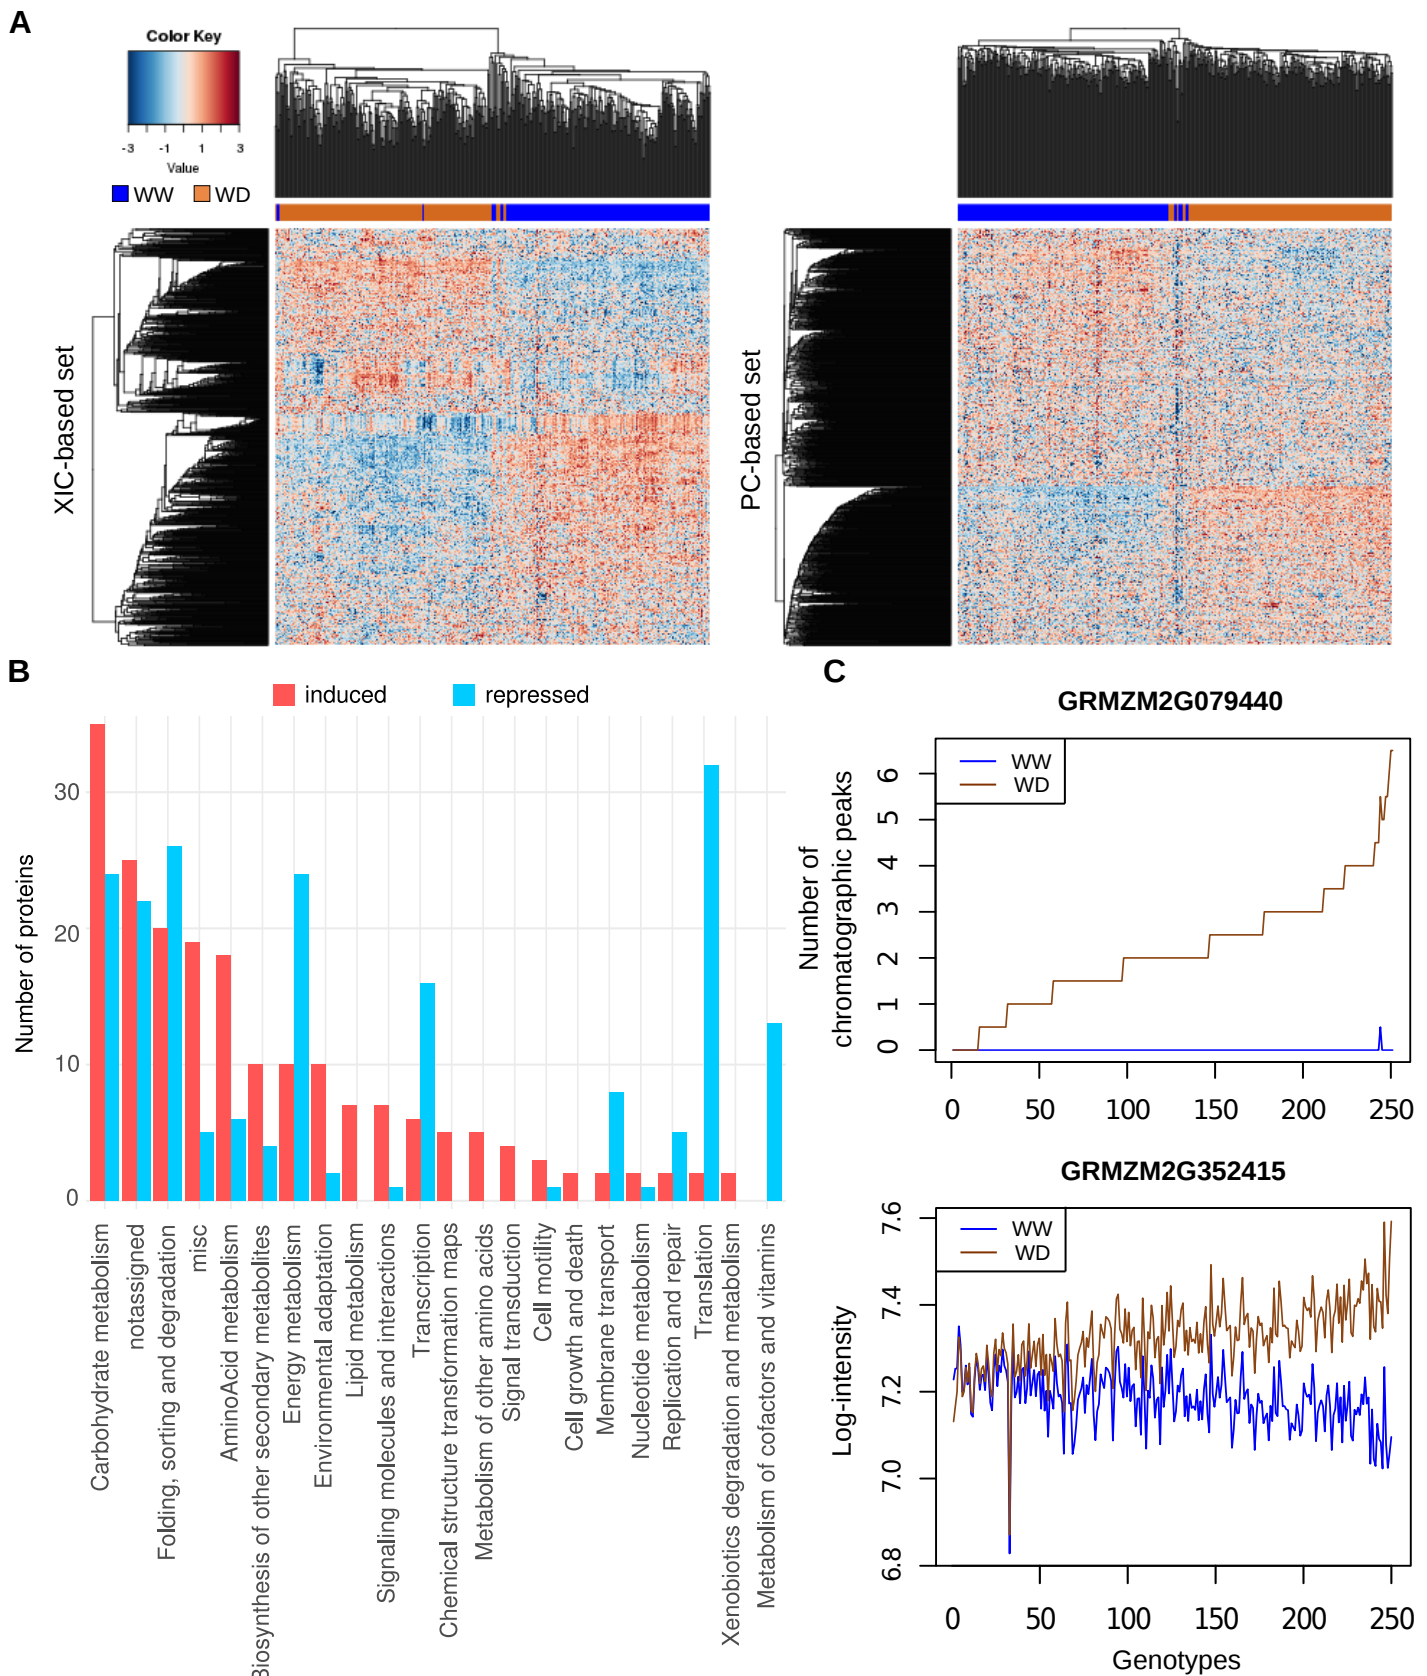 A
Color Key
-3 -1 1 3
Value
WW WD
XIC-based set
PC-based set
B
induced repressed
Number of proteins
30
20
10
0
Carbohydrate metabolism
notassigned
Folding, sorting and degradation
misc
AminoAcid metabolism
Biosynthesis of other secondary metabolites
Energy metabolism
Environmental adaptation
Lipid metabolism
Signaling molecules and interactions
Transcription
Chemical structure transformation maps
Metabolism of other amino acids
Signal transduction
Cell motility
Cell growth and death
Membrane transport
Nucleotide metabolism
Replication and repair
Translation
Xenobiotics degradation and metabolism
Metabolism of cofactors and vitamins
C
GRMZM2G079440
WW
WD
Number of
chromatographic peaks
6
5
4
3
2
1
0
0 50 100 150 200 250
GRMZM2G352415
WW
WD
Log-intensity
7.6
7.4
7.2
7.0
6.8
0 50 100 150 200 250
Genotypes